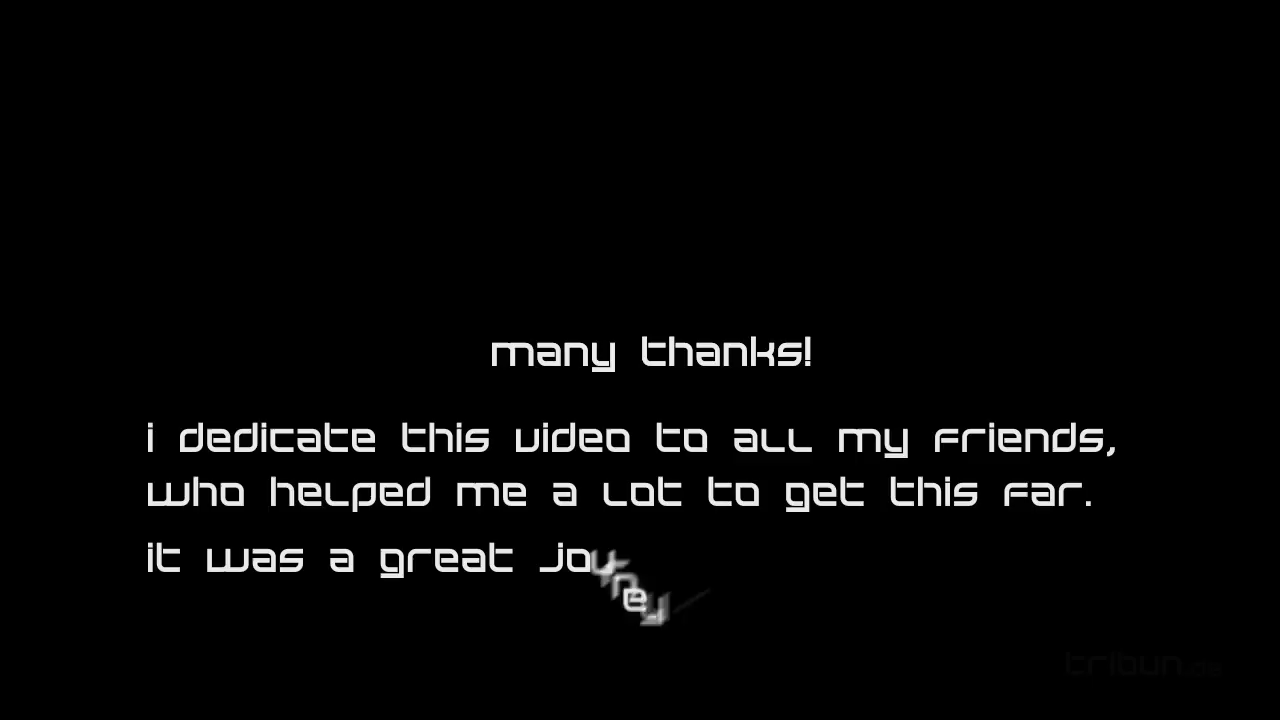 many thanks!
i dedicate this video to all my friends,
who helped me a lot to get this far.
it was a great journey